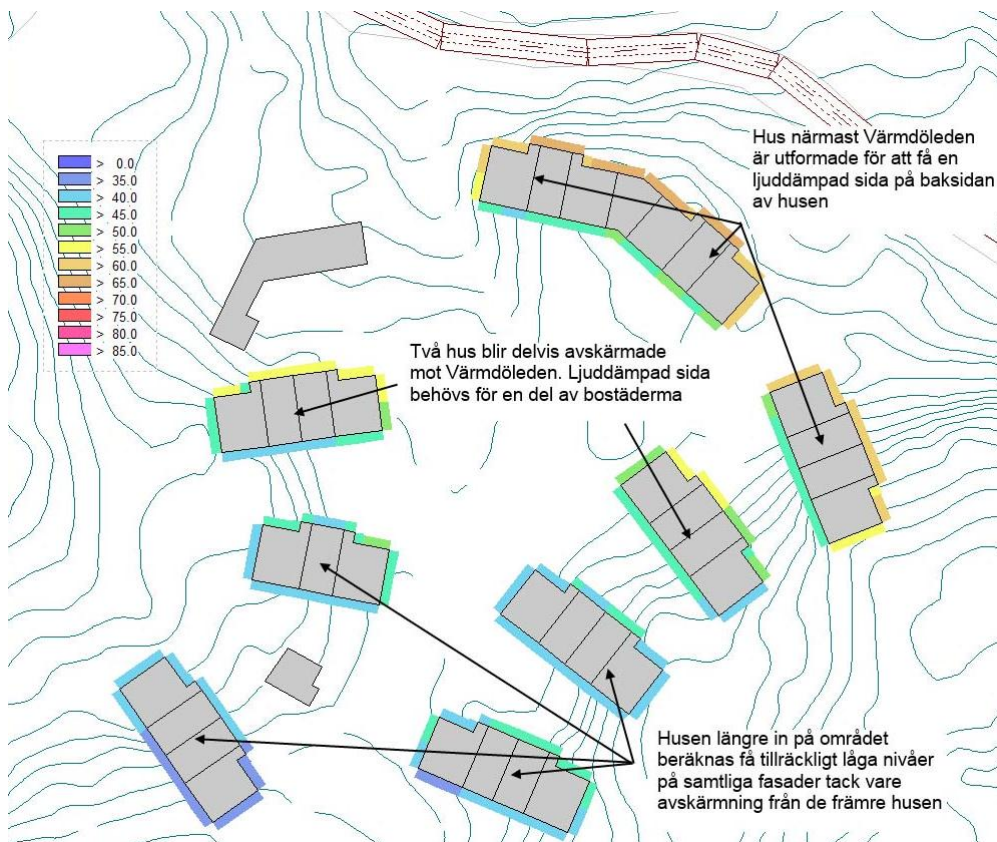 Hus närmast Värmdöleden
är utformade för att få en
ljuddämpad sida på baksidan
av husen
> 0.0
> 35.0
> 40.0
> 45.0
> 50.0
> 55.0
> 60.0
> 65.0
> 70.0
> 75.0
> 80.0
> 85.0
Två hus blir delvis avskärmade
mot Värmdöleden. Ljuddämpad sida
behövs för en del av bostäderma
Husen längre in på området
beräknas få tillräckligt låga nivåer
på samtliga fasader tack vare
avskärmning från de främre husen